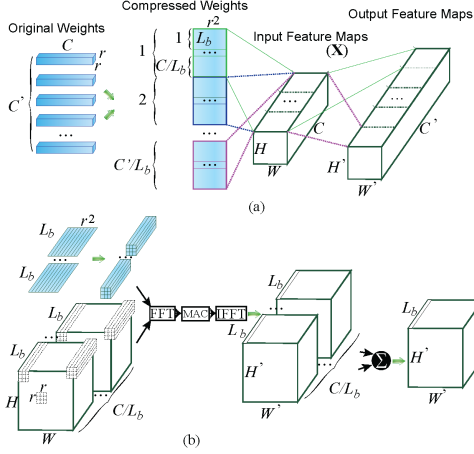 Compressed Weights
Output Feature Maps
Original Weights
r²
Input Feature Maps
C
1
1
L_b
(X)
r
r
C/L_b
...
...
C'
2
...
H
C
C'
...
...
H'
W
C'/L_b
...
W'
(a)
r²
L_b
...
...
L_b
L_b
FFT
MAC
IFFT
L_b
L_b
...
L_b
...
L_b
r
r
H'
Σ
H'
H
...
C/L_b
...
C/L_b
W
W'
W'
(b)